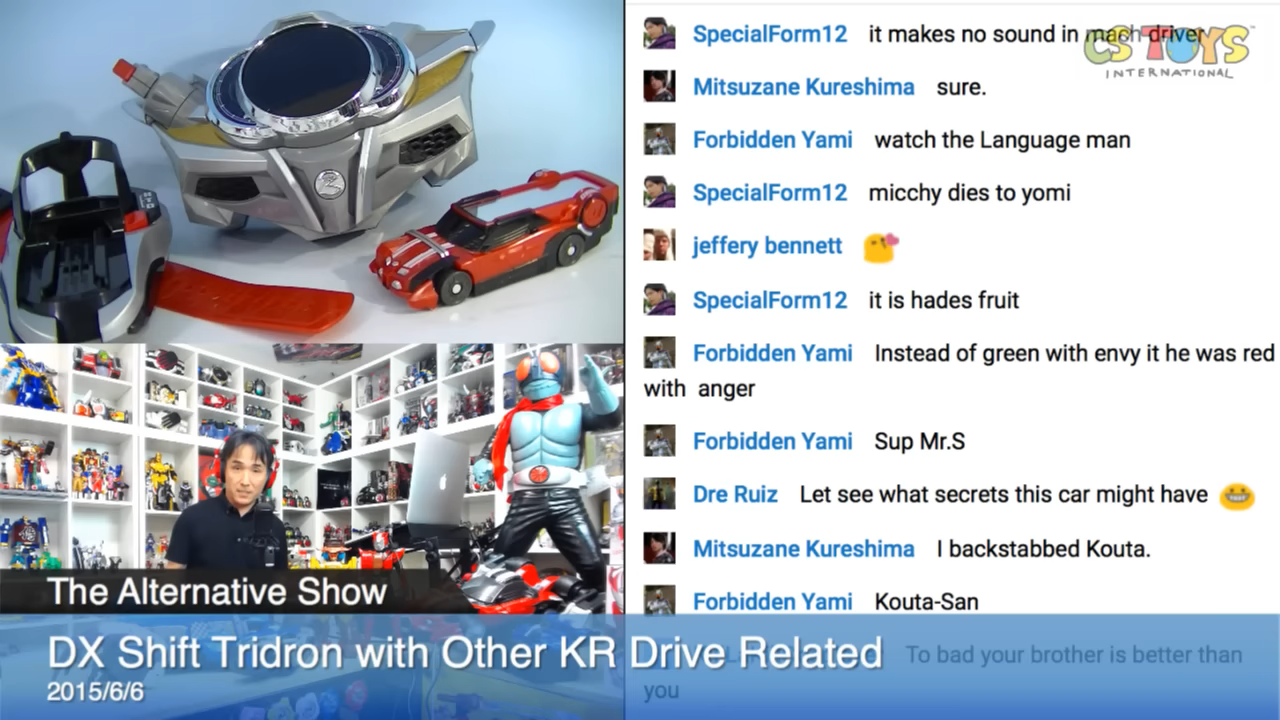 SpecialForm12 it makes no sound in mach driver
CS TOYS
INTERNATIONAL
Mitsuzane Kureshima sure.
Forbidden Yami watch the Language man
SpecialForm12 micchy dies to yomi
jeffery bennett 😘
SpecialForm12 it is hades fruit
Forbidden Yami Instead of green with envy it he was red
with anger
Forbidden Yami Sup Mr.S
Dre Ruiz Let see what secrets this car might have 😁
Mitsuzane Kureshima I backstabbed Kouta.
Forbidden Yami Kouta-San
The Alternative Show
DX Shift Tridron with Other KR Drive Related
To bad your brother is better than
you
2015/6/6